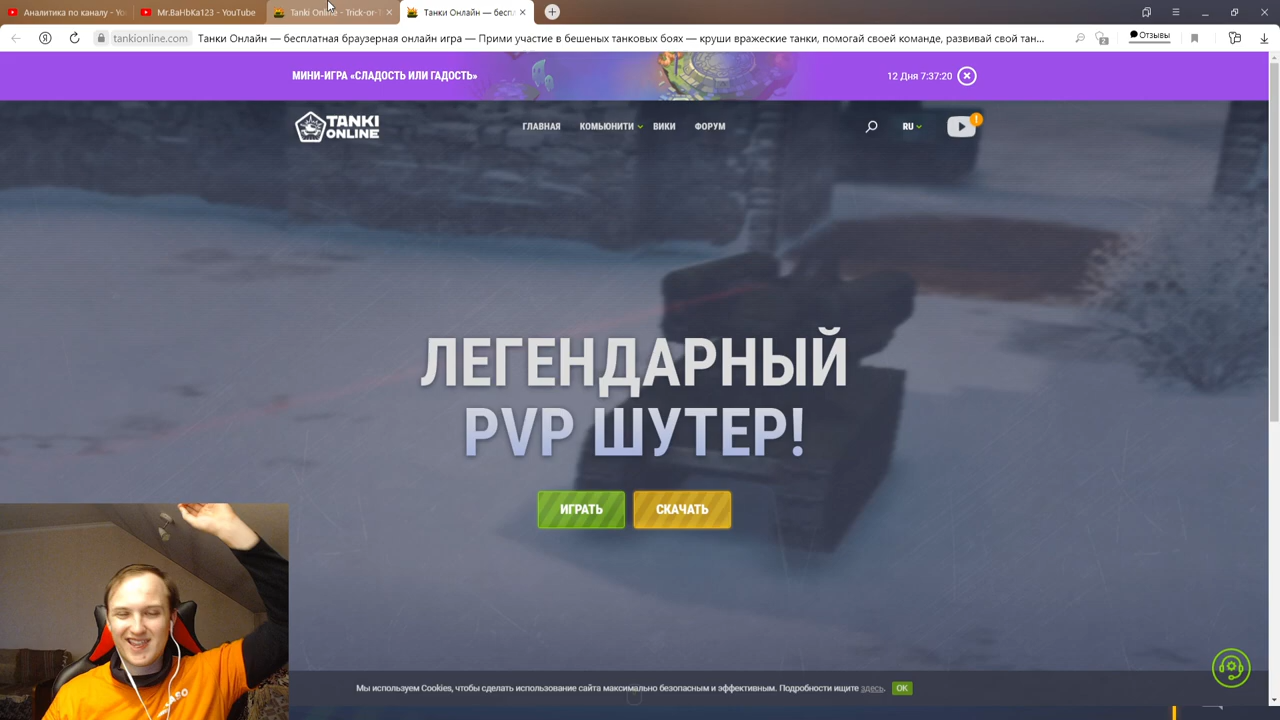 Аналитика по каналу - Yo
Mr.BaHbKa123 - YouTube
Tanki Online - Trick-or-T
Танки Онлайн — беспл
tankionline.com
Танки Онлайн — бесплатная браузерная онлайн игра — Прими участие в бешеных танковых боях — круши вражеские танки, помогай своей команде, развивай свой тан...
2
Отзывы
МИНИ-ИГРА «СЛАДОСТЬ ИЛИ ГАДОСТЬ»
12 Дня 7:37:20
TANKI
ONLINE
ГЛАВНАЯ
КОМЬЮНИТИ
ВИКИ
ФОРУМ
RU
!
ЛЕГЕНДАРНЫЙ
PVP ШУТЕР!
ИГРАТЬ
СКАЧАТЬ
Мы используем Cookies, чтобы сделать использование сайта максимально безопасным и эффективным. Подробности ищите здесь.
OK